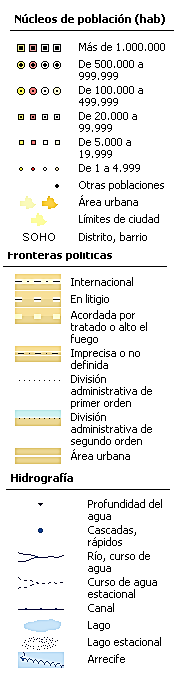 Núcleos de población (hab)
Más de 1.000.000
De 500.000 a
999.999
De 100.000 a
499.999
De 20.000 a
99.999
De 5.000 a
19.999
De 1 a 4.999
Otras poblaciones
Área urbana
Límites de ciudad
SOHO Distrito, barrio
Fronteras políticas
Internacional
En litigio
Acordada por
tratado o alto el
fuego
Imprecisa o no
definida
División
administrativa de
primer orden
División
administrativa de
segundo orden
Área urbana
Hidrografía
Profundidad del
agua
Cascadas,
rápidos
Río, curso de
agua
Curso de agua
estacional
Canal
Lago
Lago estacional
Arrecife